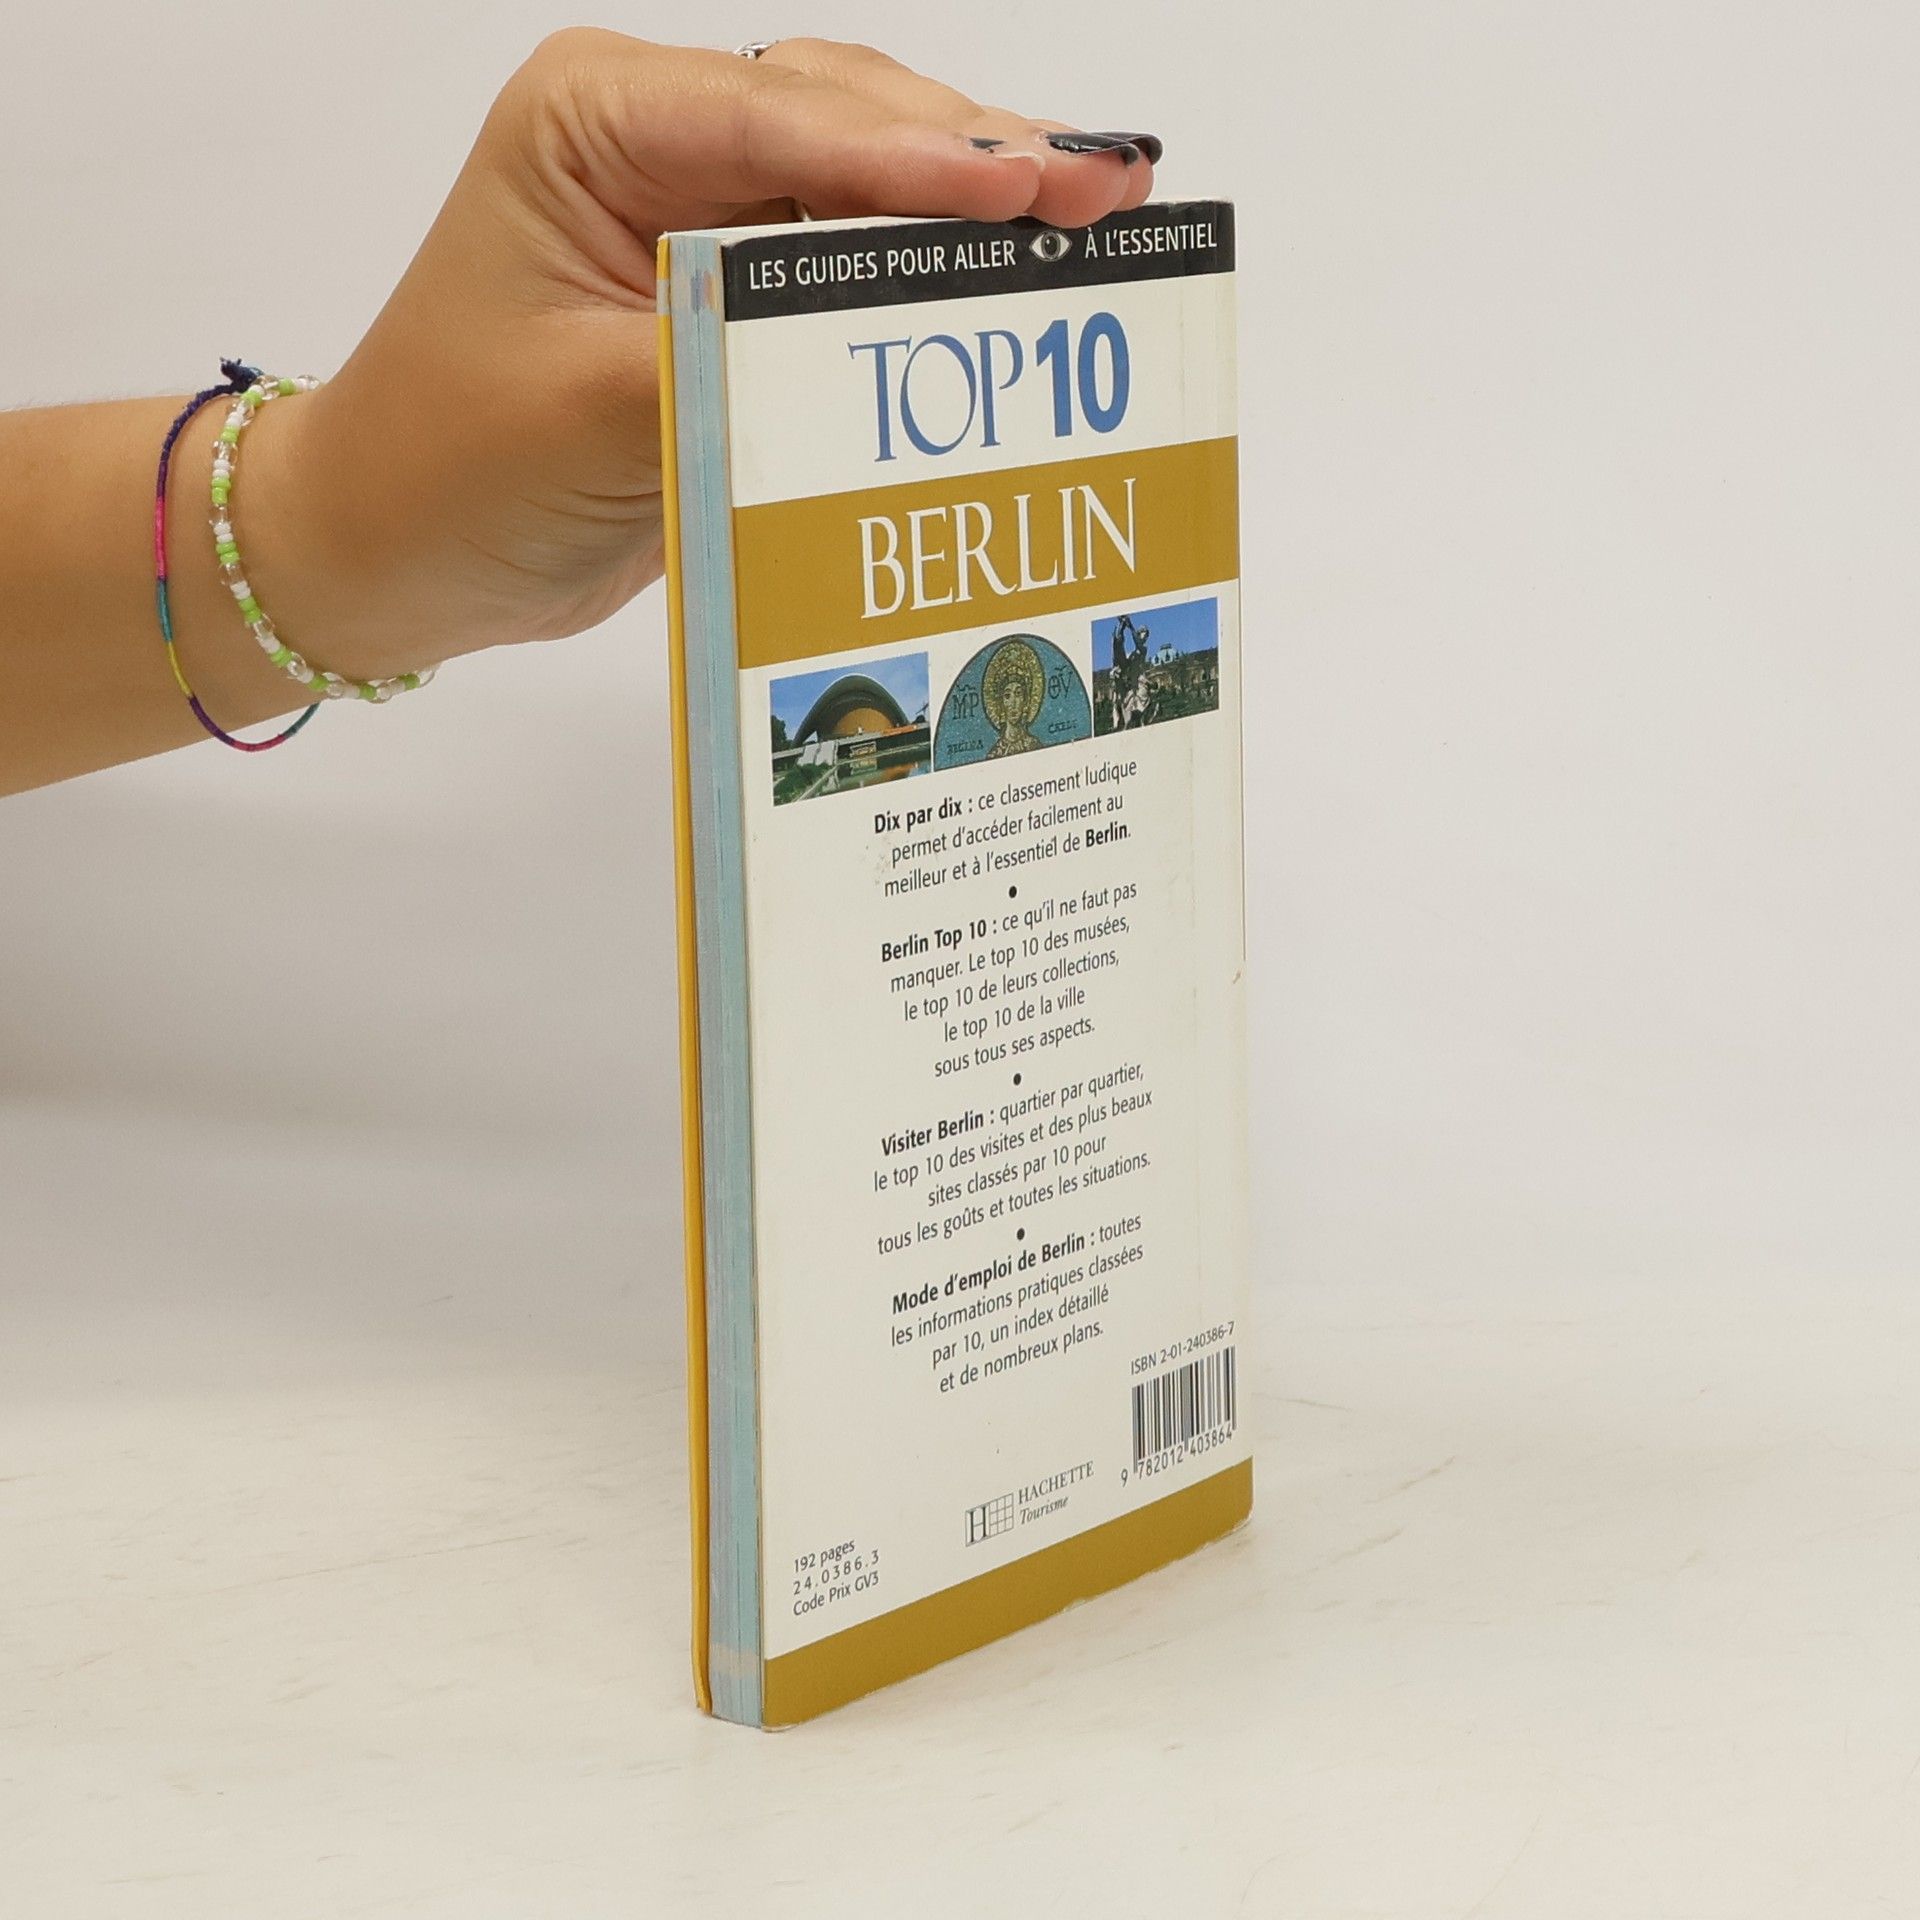 LES GUIDES POUR ALLER À L'ESSENTIEL
TOP 10
BERLIN
MP ΘV
REGINA CAELI
Dix par dix : ce classement ludique
permet d'accéder facilement au
meilleur et à l'essentiel de Berlin.
•
Berlin Top 10 : ce qu'il ne faut pas
manquer. Le top 10 des musées,
le top 10 de leurs collections,
le top 10 de la ville
sous tous ses aspects.
•
Visiter Berlin : quartier par quartier,
le top 10 des visites et des plus beaux
sites classés par 10 pour
tous les goûts et toutes les situations.
•
Mode d'emploi de Berlin : toutes
les informations pratiques classées
par 10, un index détaillé
et de nombreux plans.
ISBN 2-01-240386-7
9 782012 403864
H HACHETTE
Tourisme
192 pages
24.0386.3
Code Prix GV3